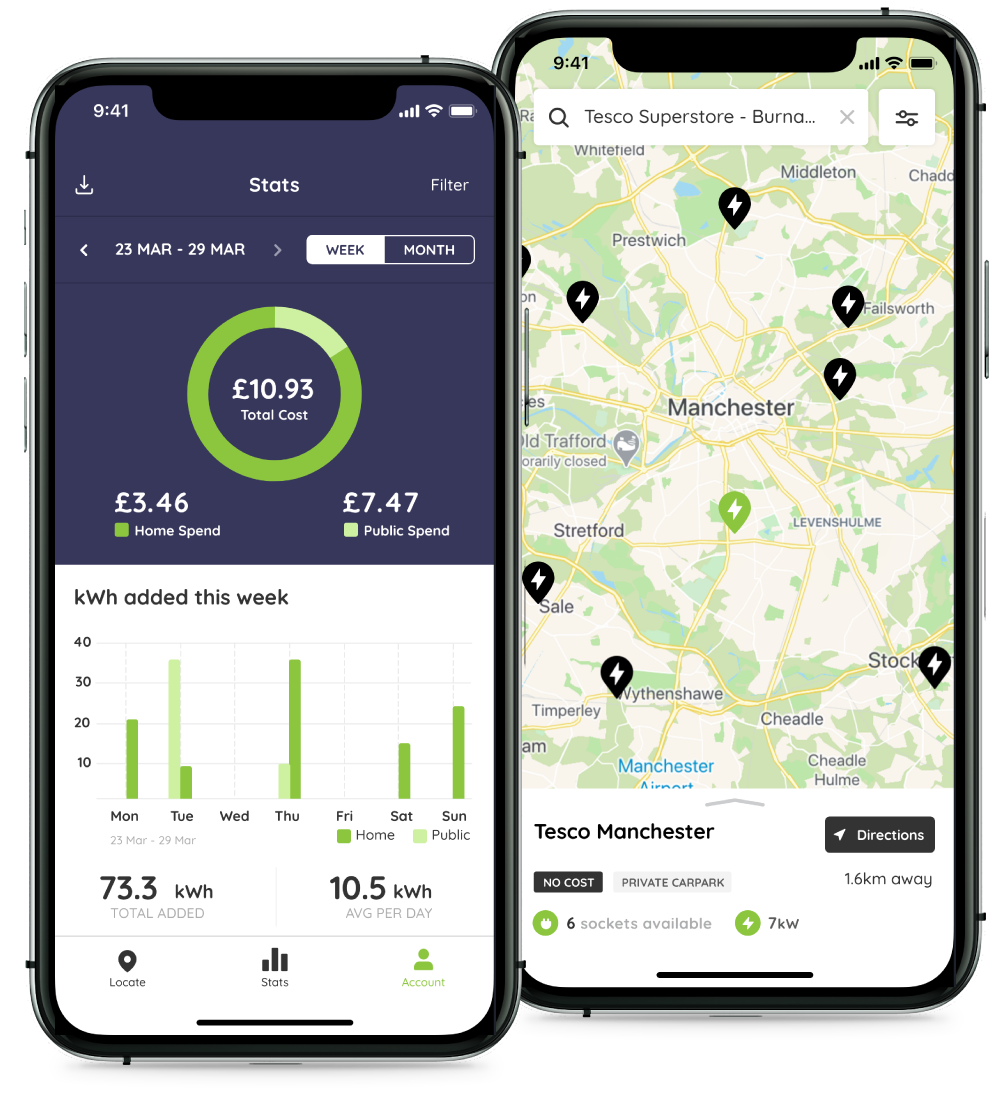 9:41
Stats
Filter
23 MAR - 29 MAR
WEEK
MONTH
£10.93
Total Cost
£3.46
£7.47
Home Spend
Public Spend
kWh added this week
40
30
20
10
Mon Tue Wed Thu Fri Sat Sun
23 Mar - 29 Mar
Home
Public
73.3 kWh
TOTAL ADDED
10.5 kWh
AVG PER DAY
Locate
Stats
Account
9:41
Tesco Superstore - Burna...
Ra
Whitefield
Middleton
Chadd
Prestwich
on
Failsworth
Manchester
es
ld Trafford
orarily closed
Stretford
LEVENSHULME
Sale
Stock
Wythenshawe
Timperley
Cheadle
am
Manchester
Airport
Cheadle
Hulme
Tesco Manchester
Directions
NO COST
PRIVATE CARPARK
1.6km away
6 sockets available
7kW